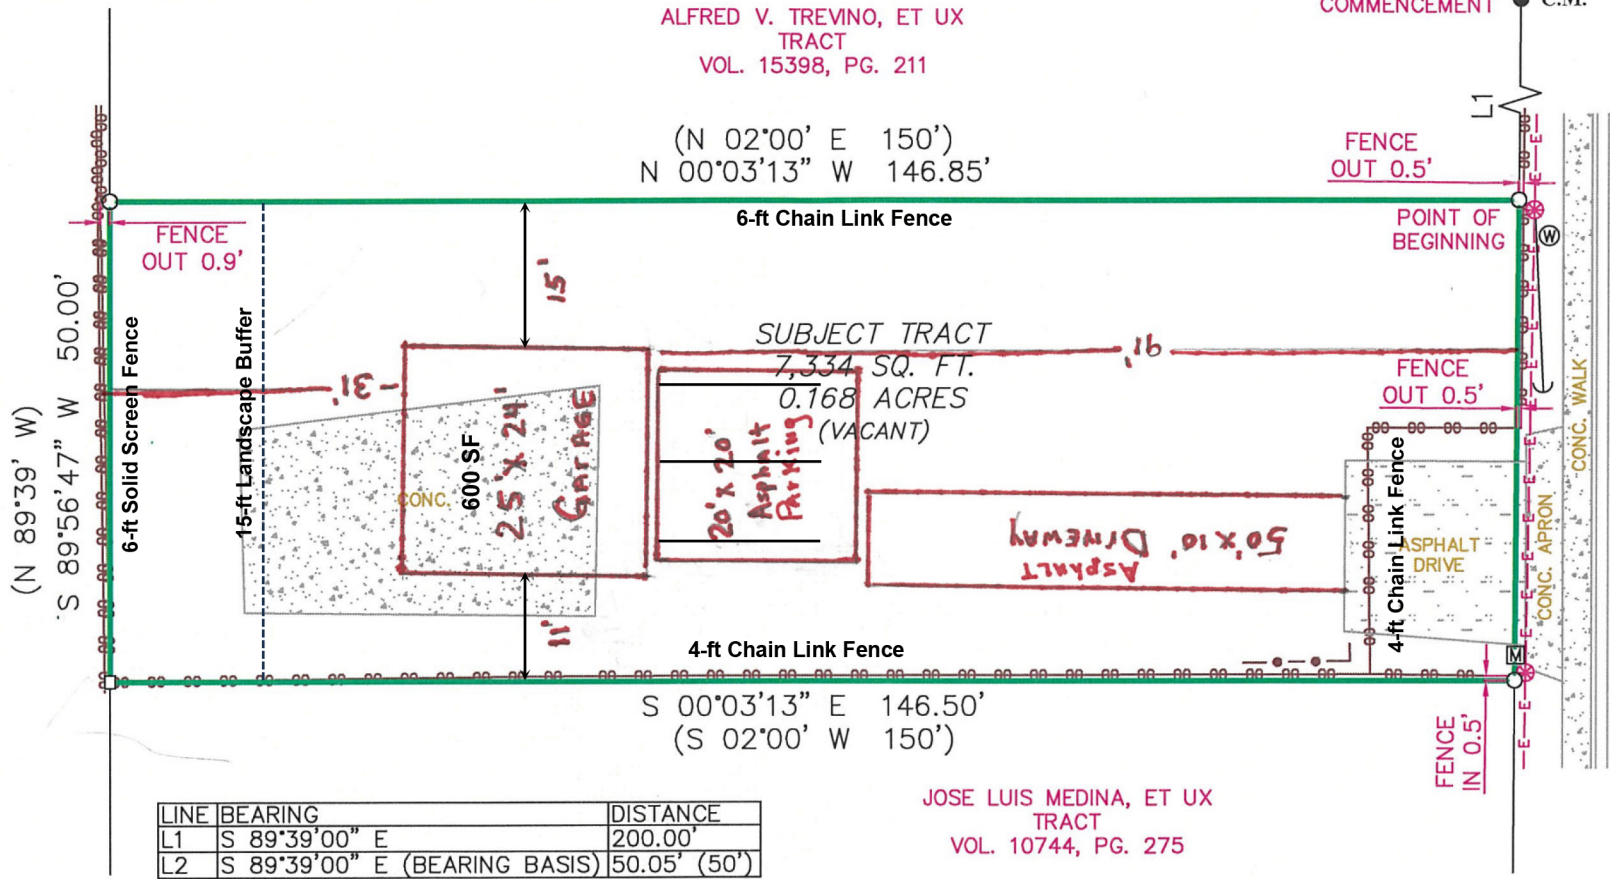 ALFRED V. TREVINO, ET UX
TRACT
VOL. 15398, PG. 211
COMMENCEMENT
C.M.
L1
(N 02°00' E 150')
N 00°03'13" W 146.85'
FENCE
OUT 0.5'
6-ft Chain Link Fence
POINT OF
BEGINNING
W
FENCE
OUT 0.9'
15'
(N 89°39' W)
S 89°56'47" W 50.00'
6-ft Solid Screen Fence
15-ft Landscape Buffer
31'
SUBJECT TRACT
7,334 SQ. FT.
0.168 ACRES
(VACANT)
91'
FENCE
OUT 0.5'
CONC. WALK
CONC.
600 SF
25' X 24'
GARAGE
20' X 20'
Asphalt
Parking
Asphalt
50' X 10' DRIVEWAY
4-ft Chain Link Fence
ASPHALT
DRIVE
CONC. APRON
11'
4-ft Chain Link Fence
M
E
E
E
E
E
E
E
E
S 00°03'13" E 146.50'
(S 02°00' W 150')
FENCE
IN 0.5'
JOSE LUIS MEDINA, ET UX
TRACT
VOL. 10744, PG. 275
LINE BEARING DISTANCE
L1 S 89°39'00" E 200.00'
L2 S 89°39'00" E (BEARING BASIS) 50.05' (50')